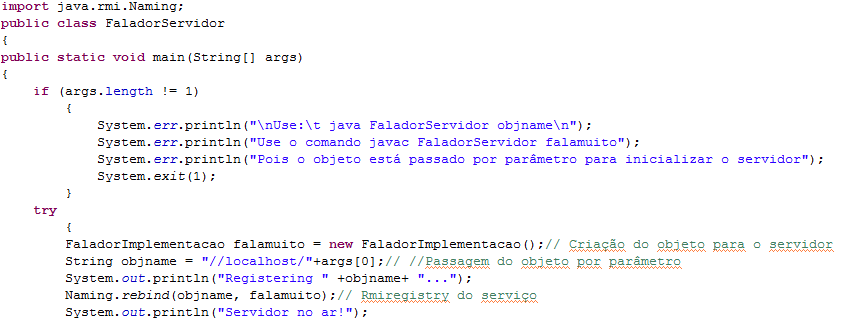 import java.rmi.Naming;
public class FaladorServidor
{
public static void main(String[] args)
{
if (args.length != 1)
{
System.err.println("\nUse:\t java FaladorServidor objname\n");
System.err.println("Use o comando javac FaladorServidor falamuito");
System.err.println("Pois o objeto está passado por parâmetro para inicializar o servidor");
System.exit(1);
}
try
{
FaladorImplementacao falamuito = new FaladorImplementacao();// Criação do objeto para o servidor
String objname = "//localhost/"+args[0];// //Passagem do objeto por parâmetro
System.out.println("Registering " +objname+ "...");
Naming.rebind(objname, falamuito);// Rmiregistry do serviço
System.out.println("Servidor no ar!");